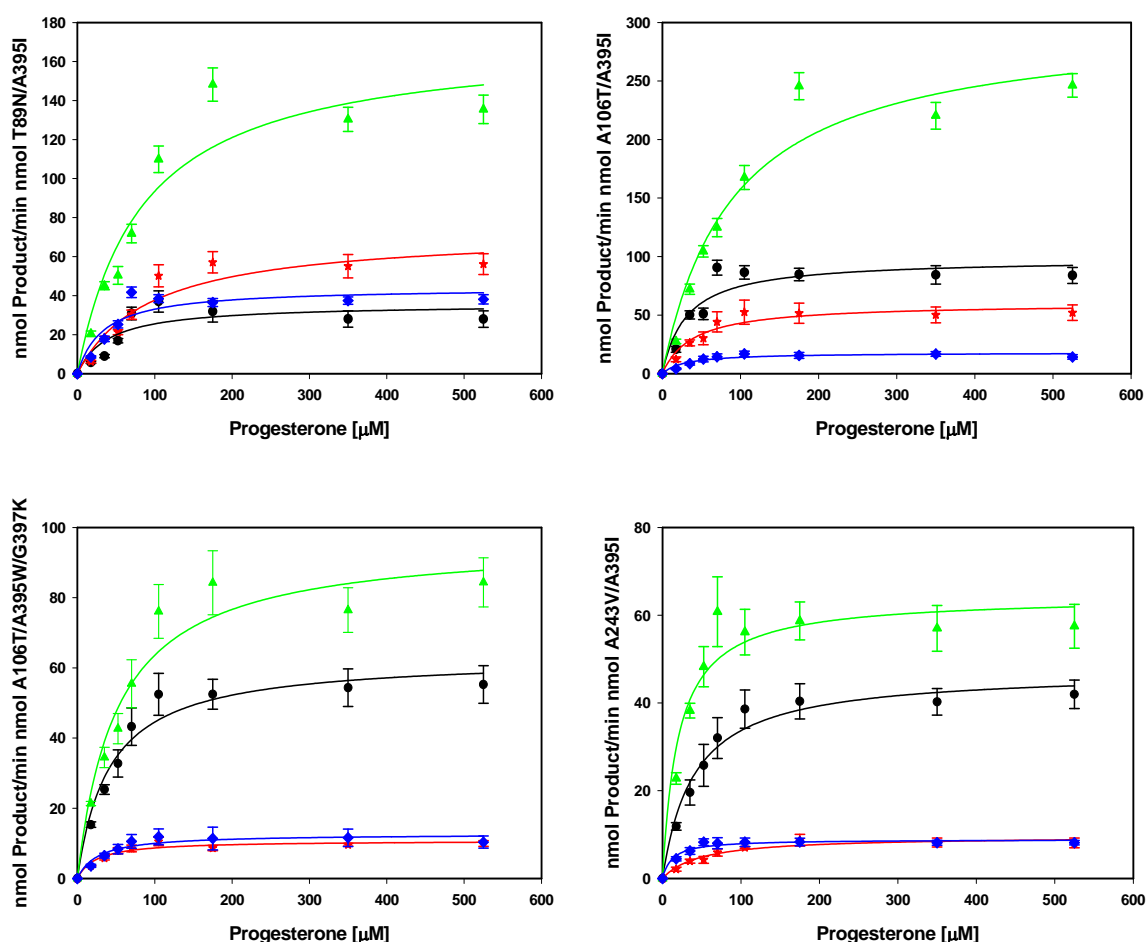 nmol Product/min nmol T89N/A395I
180
160
140
120
100
80
60
40
20
0
0 100 200 300 400 500 600
Progesterone [μM]
nmol Product/min nmol A106T/A395I
300
250
200
150
100
50
0
0 100 200 300 400 500 600
Progesterone [μM]
nmol Product/min nmol A106T/A395W/G397K
100
80
60
40
20
0
0 100 200 300 400 500 600
Progesterone [μM]
nmol Product/min nmol A243V/A395I
80
60
40
20
0
0 100 200 300 400 500 600
Progesterone [μM]